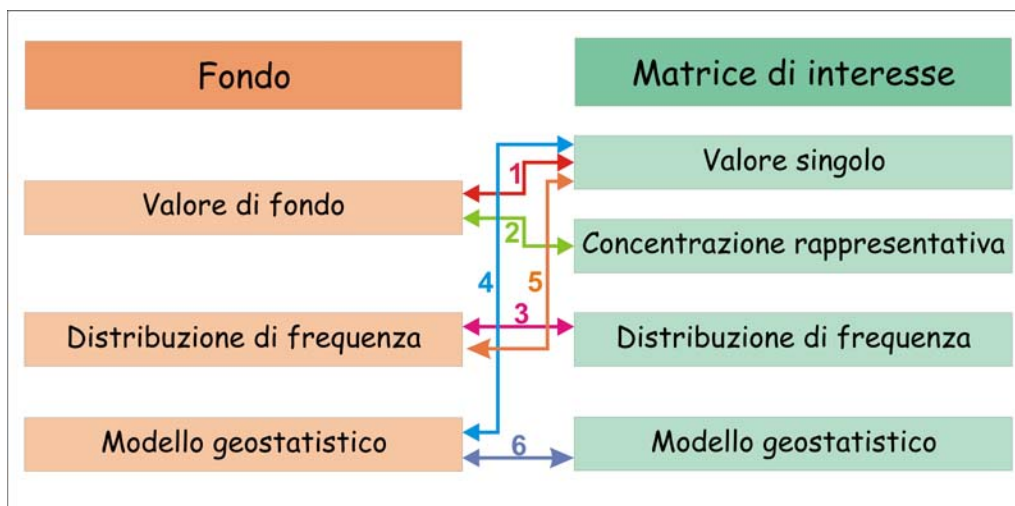 Fondo
Matrice di interesse
Valore singolo
1
Valore di fondo
2
Concentrazione rappresentativa
4
5
3
Distribuzione di frequenza
Distribuzione di frequenza
Modello geostatistico
6
Modello geostatistico